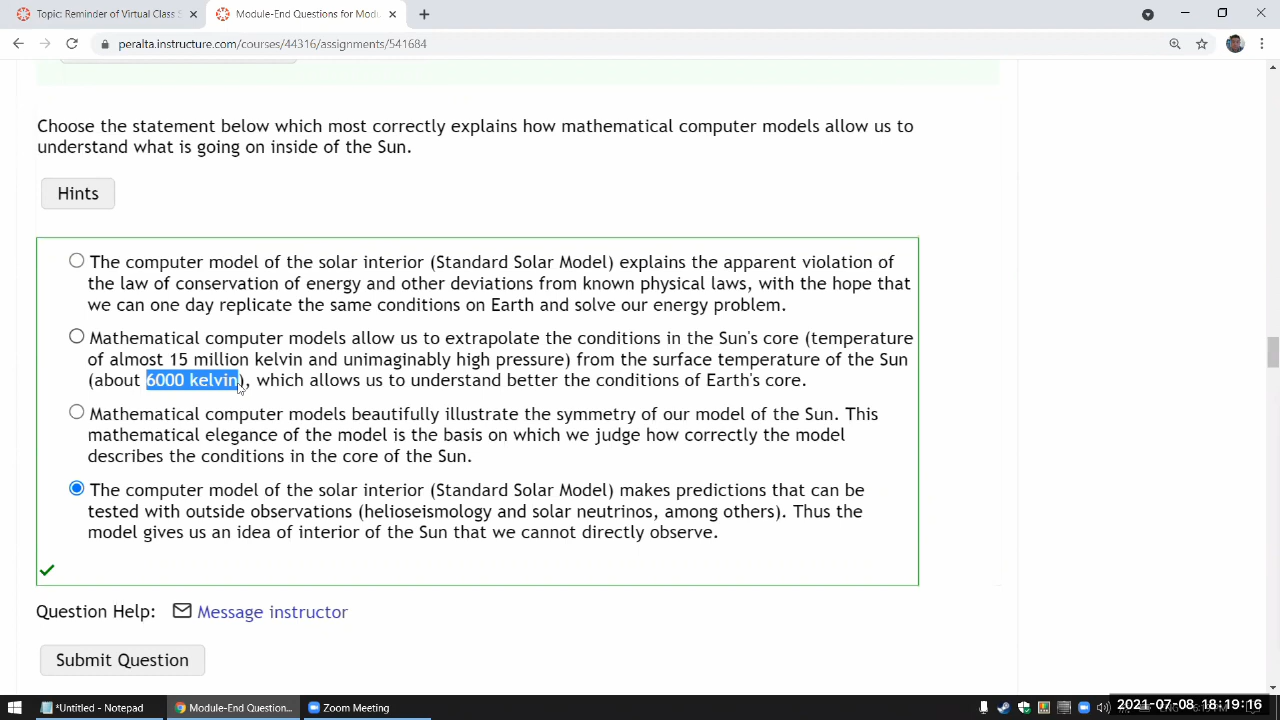 Topic: Reminder of Virtual Class S
Module-End Questions for Modu
peralta.instructure.com/courses/44316/assignments/541684
Choose the statement below which most correctly explains how mathematical computer models allow us to
understand what is going on inside of the Sun.
Hints
The computer model of the solar interior (Standard Solar Model) explains the apparent violation of
the law of conservation of energy and other deviations from known physical laws, with the hope that
we can one day replicate the same conditions on Earth and solve our energy problem.
Mathematical computer models allow us to extrapolate the conditions in the Sun's core (temperature
of almost 15 million kelvin and unimaginably high pressure) from the surface temperature of the Sun
(about 6000 kelvin), which allows us to understand better the conditions of Earth's core.
Mathematical computer models beautifully illustrate the symmetry of our model of the Sun. This
mathematical elegance of the model is the basis on which we judge how correctly the model
describes the conditions in the core of the Sun.
The computer model of the solar interior (Standard Solar Model) makes predictions that can be
tested with outside observations (helioseismology and solar neutrinos, among others). Thus the
model gives us an idea of interior of the Sun that we cannot directly observe.
Question Help: Message instructor
Submit Question
*Untitled - Notepad
Module-End Question...
Zoom Meeting
2021-07-08 18:19:16